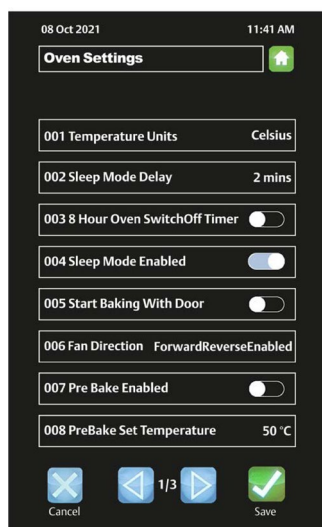 08 Oct 2021 11:41 AM
Oven Settings
001 Temperature Units Celsius
002 Sleep Mode Delay 2 mins
003 8 Hour Oven SwitchOff Timer
004 Sleep Mode Enabled
005 Start Baking With Door
006 Fan Direction ForwardReverseEnabled
007 Pre Bake Enabled
008 PreBake Set Temperature 50 °C
1/3
Cancel Save